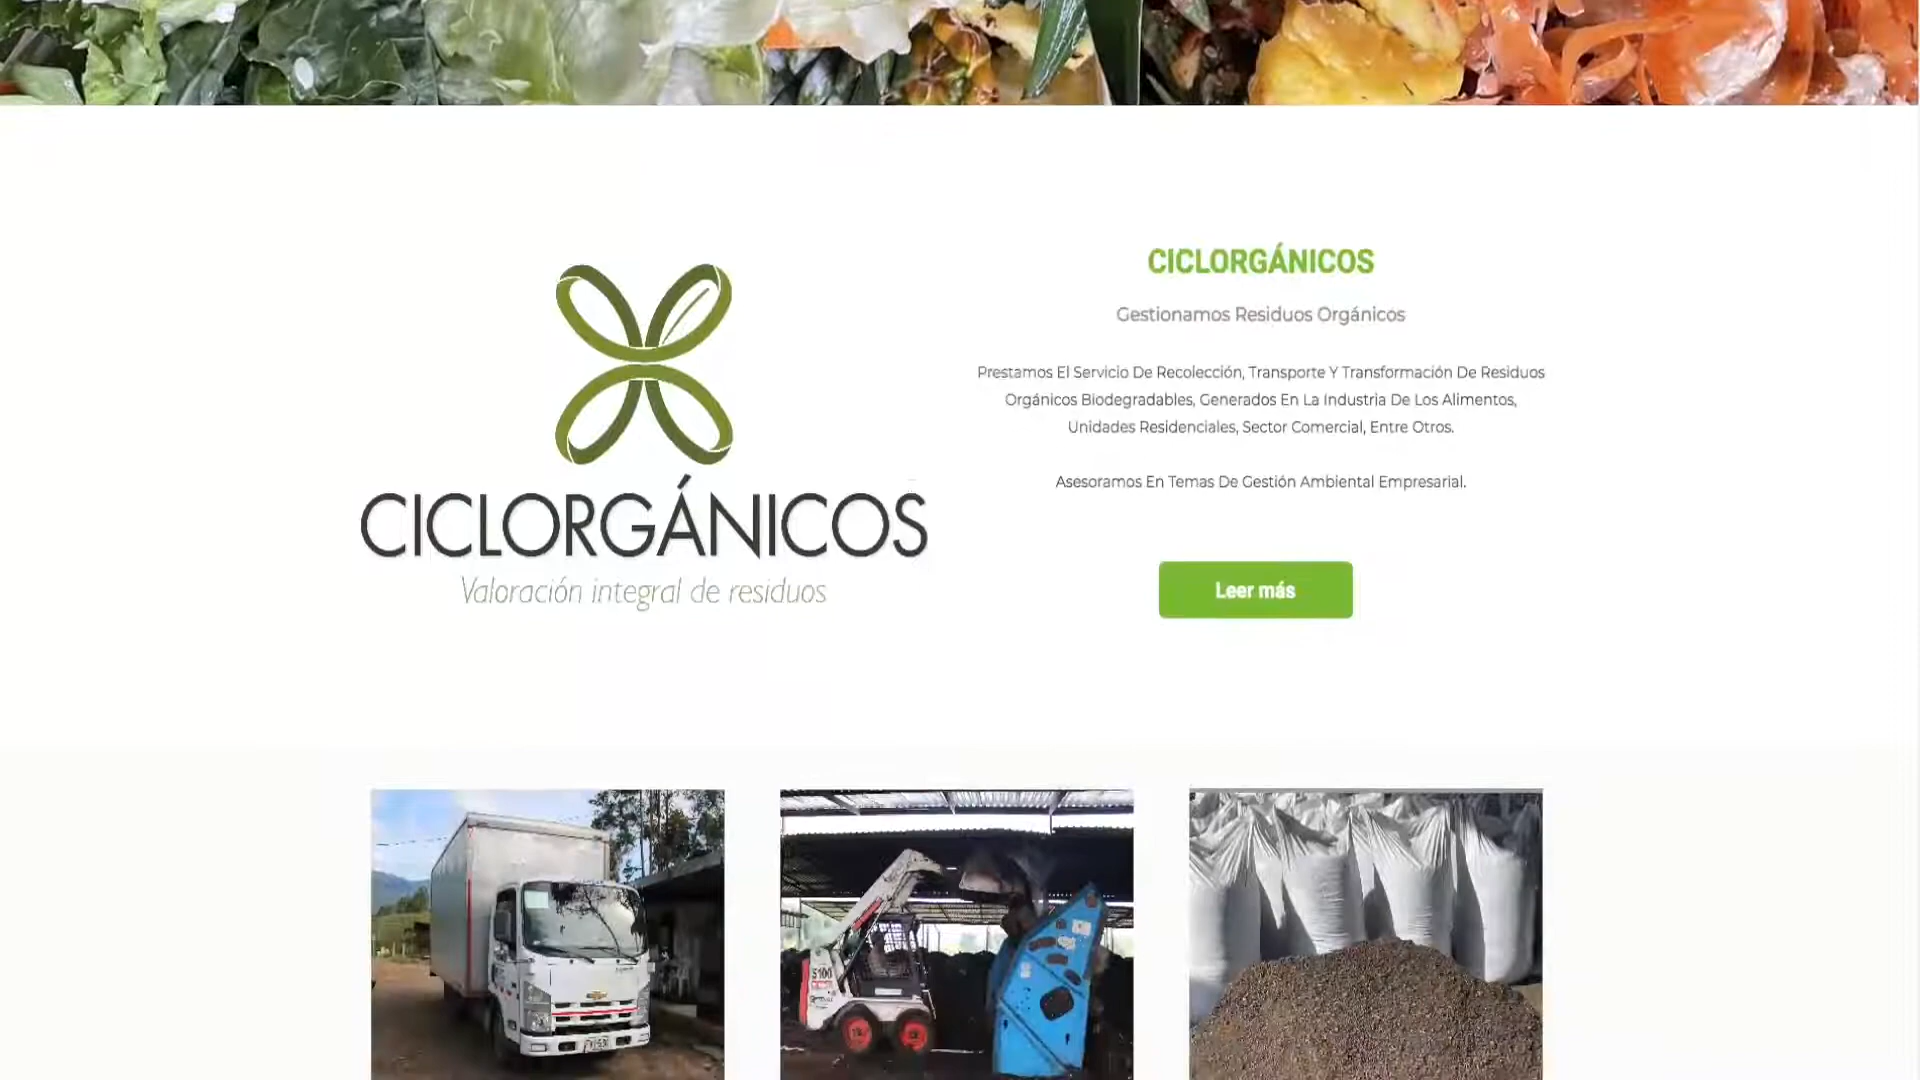 CICLORGÁNICOS
Valoración integral de residuos
CICLORGÁNICOS
Gestionamos Residuos Orgánicos
Prestamos El Servicio De Recolección, Transporte Y Transformación De Residuos
Orgánicos Biodegradables, Generados En La Industria De Los Alimentos,
Unidades Residenciales, Sector Comercial, Entre Otros.
Asesoramos En Temas De Gestión Ambiental Empresarial.
Leer más
S100